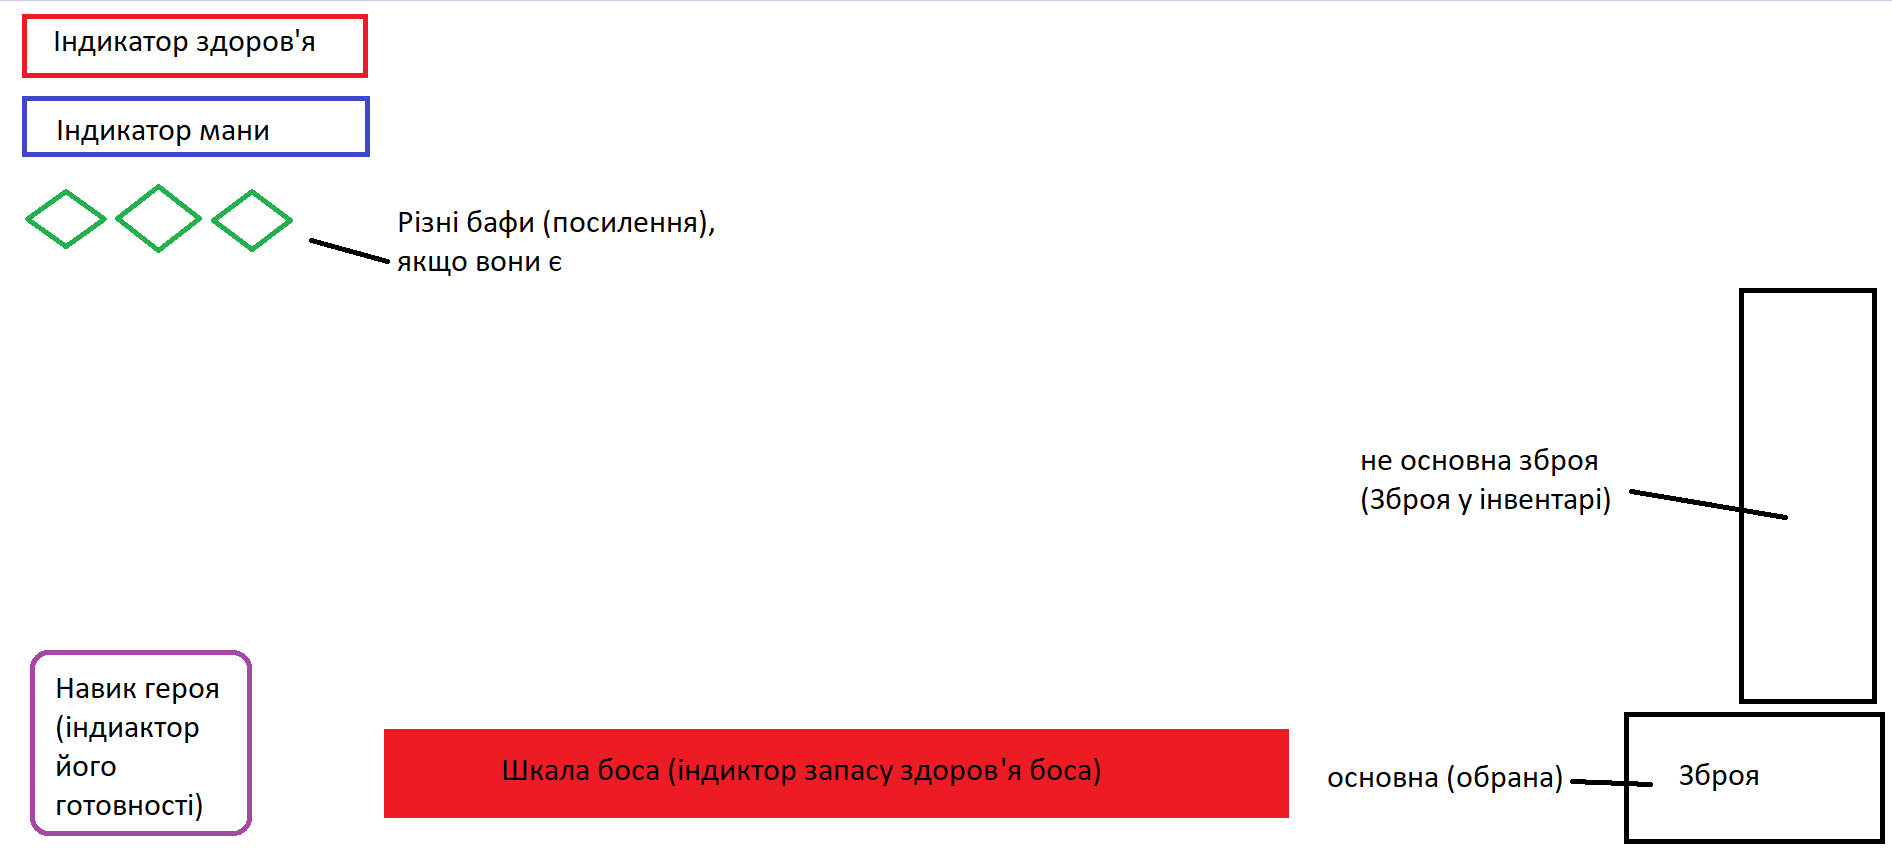 Індикатор здоров'я
Індикатор мани
Різні бафи (посилення),
якщо вони є
не основна зброя
(Зброя у інвентарі)
Навик героя
(індиактор
його
готовності)
Шкала боса (індиктор запасу здоров'я боса)
основна (обрана)
Зброя